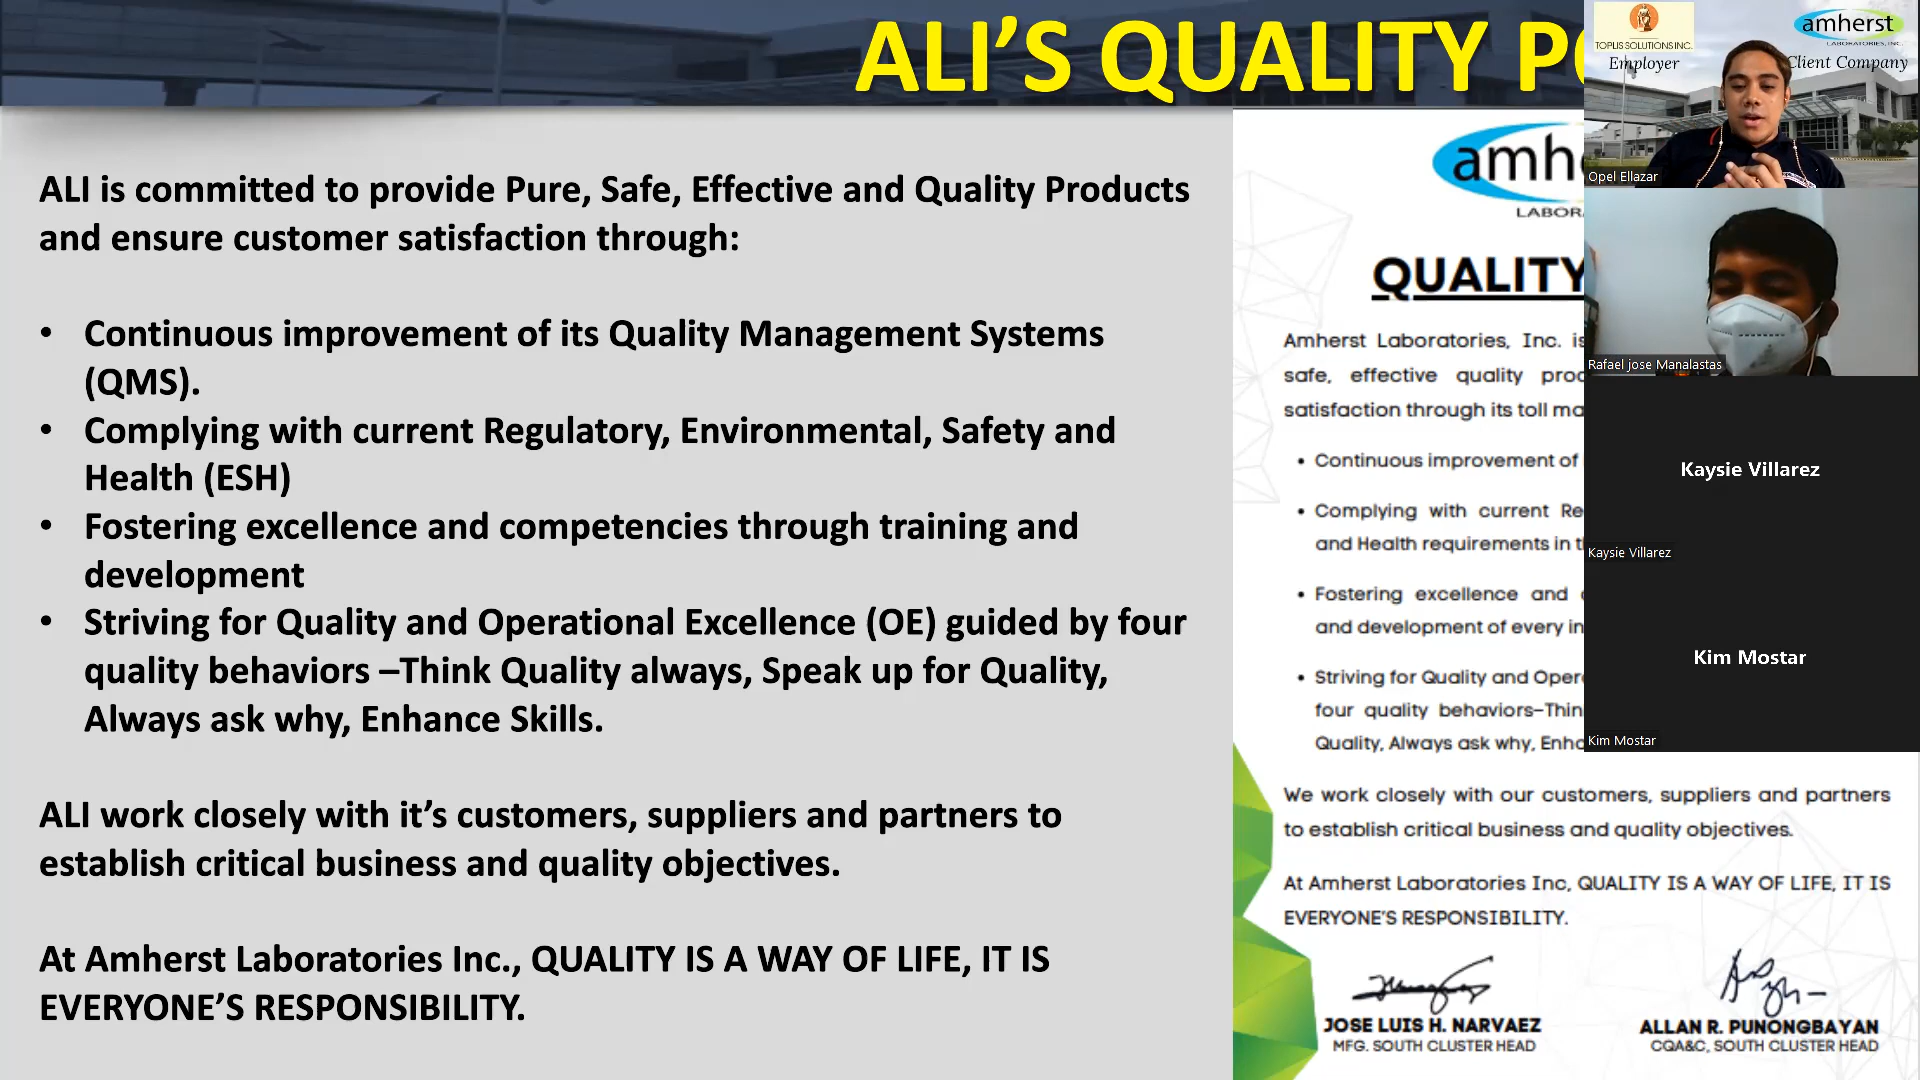 ALI’S QUALITY
ALI is committed to provide Pure, Safe, Effective and Quality Products
and ensure customer satisfaction through:
• Continuous improvement of its Quality Management Systems
(QMS).
• Complying with current Regulatory, Environmental, Safety and
Health (ESH)
• Fostering excellence and competencies through training and
development
• Striving for Quality and Operational Excellence (OE) guided by four
quality behaviors –Think Quality always, Speak up for Quality,
Always ask why, Enhance Skills.
ALI work closely with it’s customers, suppliers and partners to
establish critical business and quality objectives.
At Amherst Laboratories Inc., QUALITY IS A WAY OF LIFE, IT IS
EVERYONE’S RESPONSIBILITY.
QUALITY
Amherst Laboratories, Inc. is
safe, effective quality
satisfaction through its toll
• Continuous improvement of
• Complying with current
and Health requirements in
• Fostering excellence and
and development of every
• Striving for Quality and
four quality behaviors–
Quality, Always ask why,
We work closely with our customers, suppliers and partners
to establish critical business and quality objectives.
At Amherst Laboratories Inc, QUALITY IS A WAY OF LIFE, IT IS
EVERYONE’S RESPONSIBILITY.
JOSE LUIS H. NARVAEZ
MFG. SOUTH CLUSTER HEAD
ALLAN R. PUNONGBAYAN
CQA&C, SOUTH CLUSTER HEAD
TOPLIS SOLUTIONS INC.
Employer
amherst
LABORATORIES, INC.
Client Company
Opel Ellazar
Rafael jose Manalastas
Kaysie Villarez
Kaysie Villarez
Kim Mostar
Kim Mostar